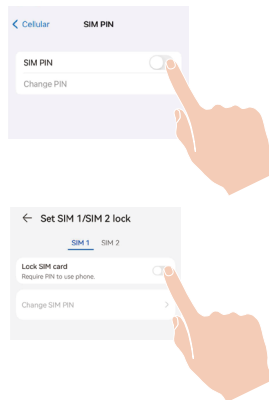 Cellular SIM PIN
SIM PIN
Change PIN
Set SIM 1/SIM 2 lock
SIM 1 SIM 2
Lock SIM card
Require PIN to use phone.
Change SIM PIN